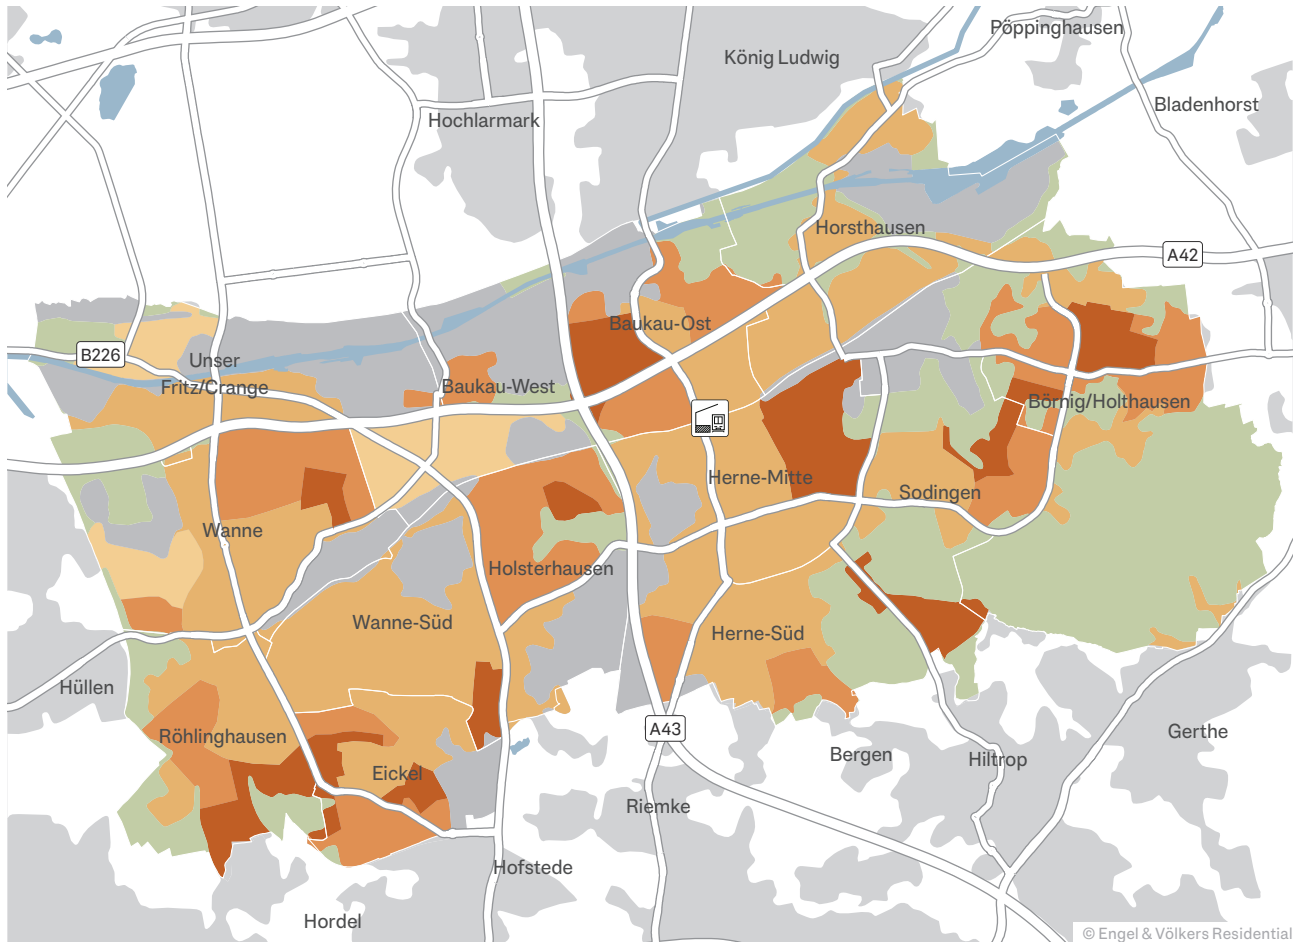 Pöppinghausen
König Ludwig
Bladenhorst
Hochlarmark
Horsthausen
A42
Baukau-Ost
B226
Unser
Fritz/Crange
Baukau-West
Börnig/Holthausen
Herne-Mitte
Sodingen
Wanne
Holsterhausen
Wanne-Süd
Herne-Süd
Hüllen
A43
Röhlinghausen
Gerthe
Bergen
Hiltrop
Eickel
Riemke
Hofstede
Hordel
© Engel & Völkers Residential